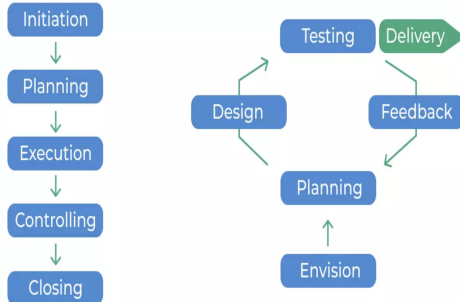 Initiation
Planning
Execution
Controlling
Closing
Testing
Delivery
Design
Feedback
Planning
Envision